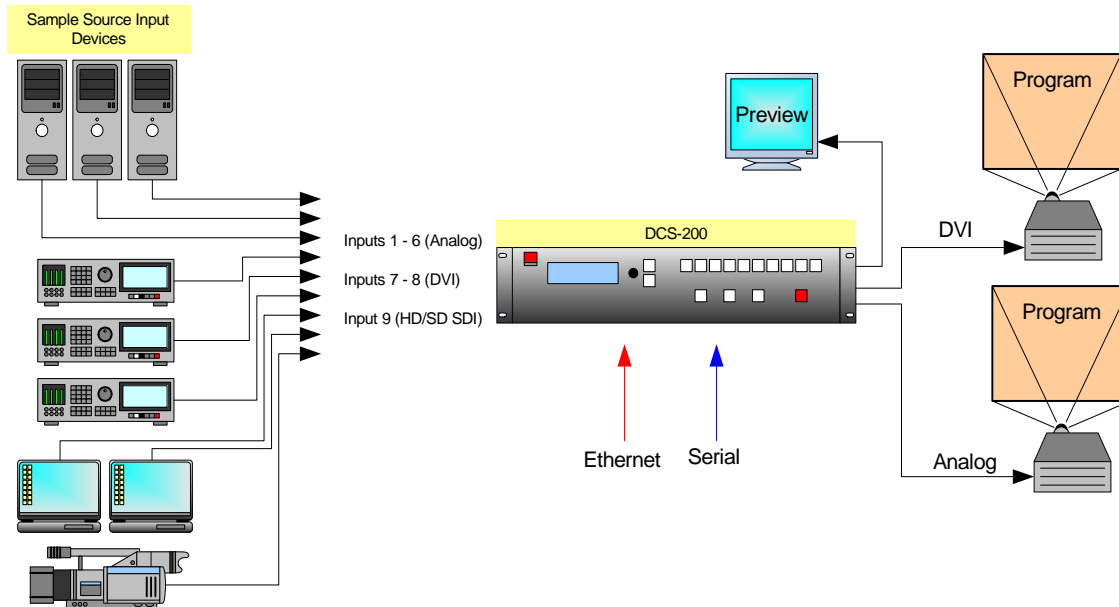 Sample Source Input
Devices
Preview
Program
DVI
Inputs 1 - 6 (Analog)
Inputs 7 - 8 (DVI)
Input 9 (HD/SD SDI)
DCS-200
Program
Analog
Ethernet
Serial